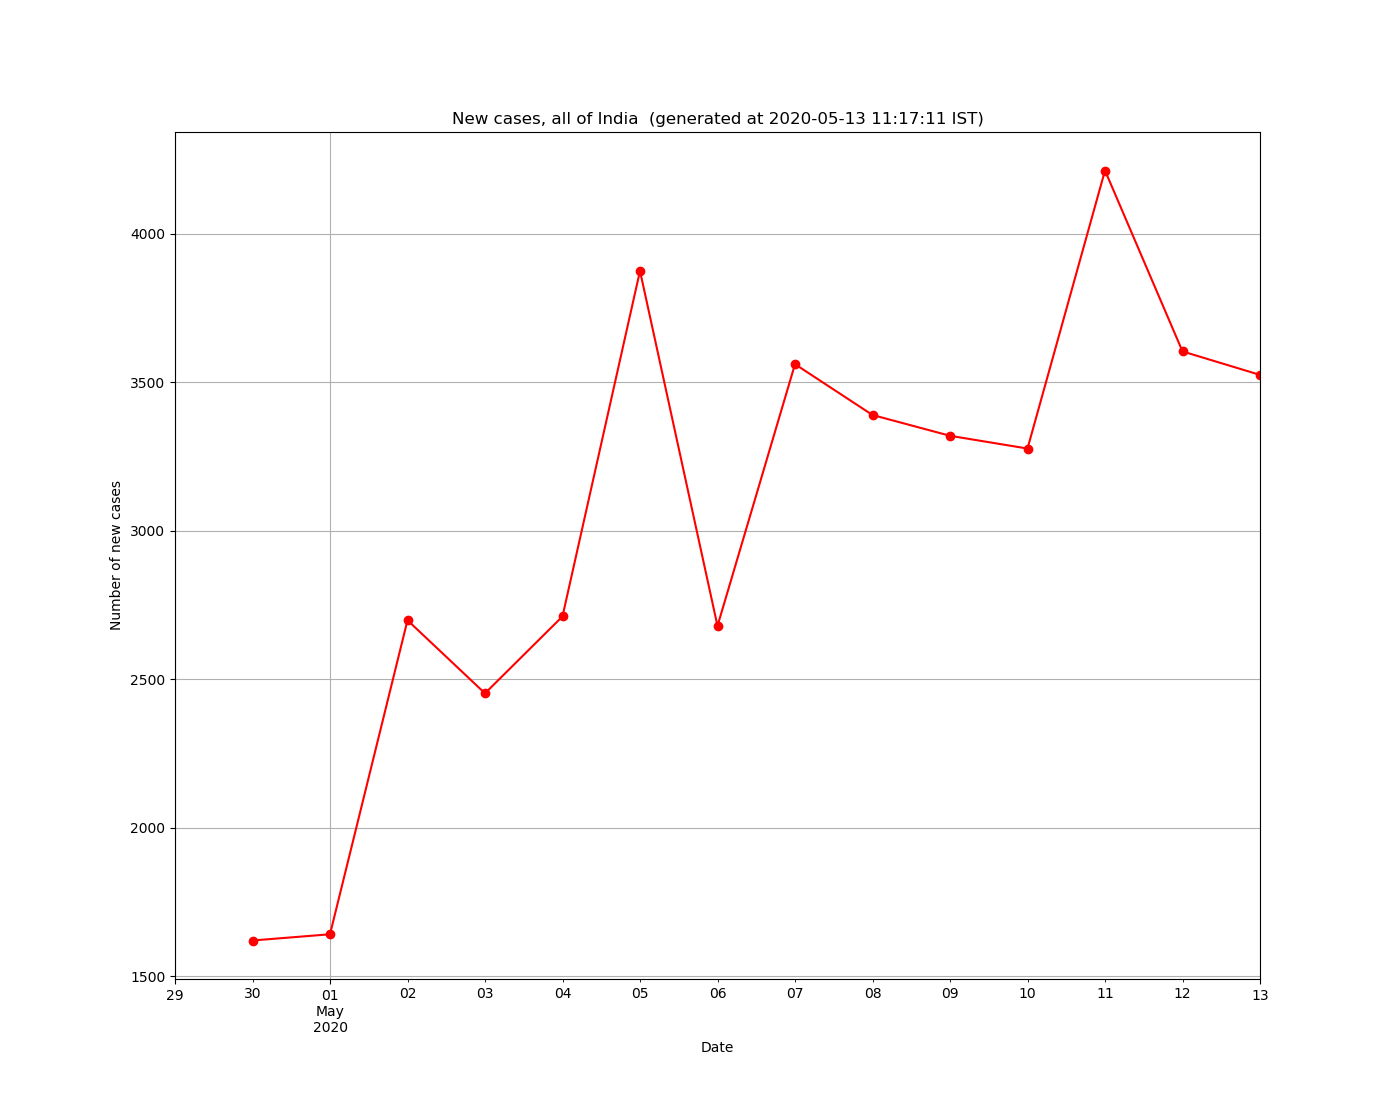 New cases, all of India  (generated at 2020-05-13 11:17:11 IST)
4000
3500
3000
2500
2000
1500
Number of new cases
29 30 01 02 03 04 05 06 07 08 09 10 11 12 13
May
2020
Date